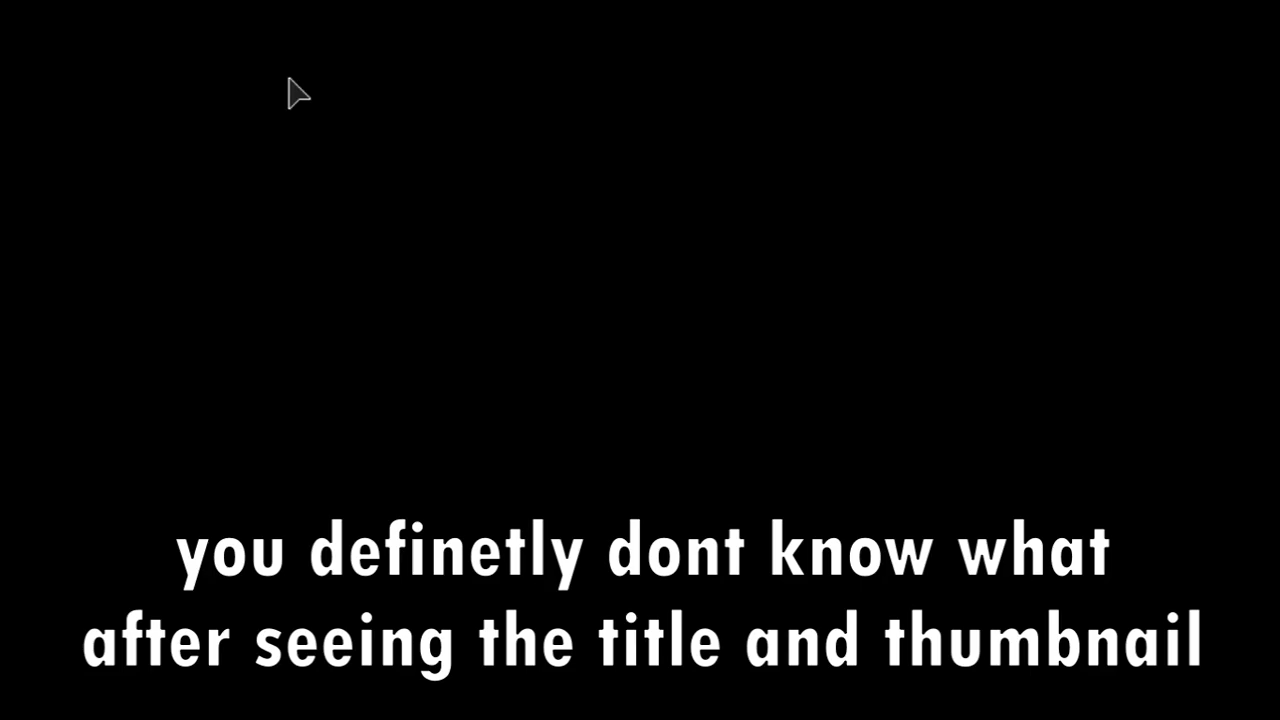 you definetly dont know what
after seeing the title and thumbnail